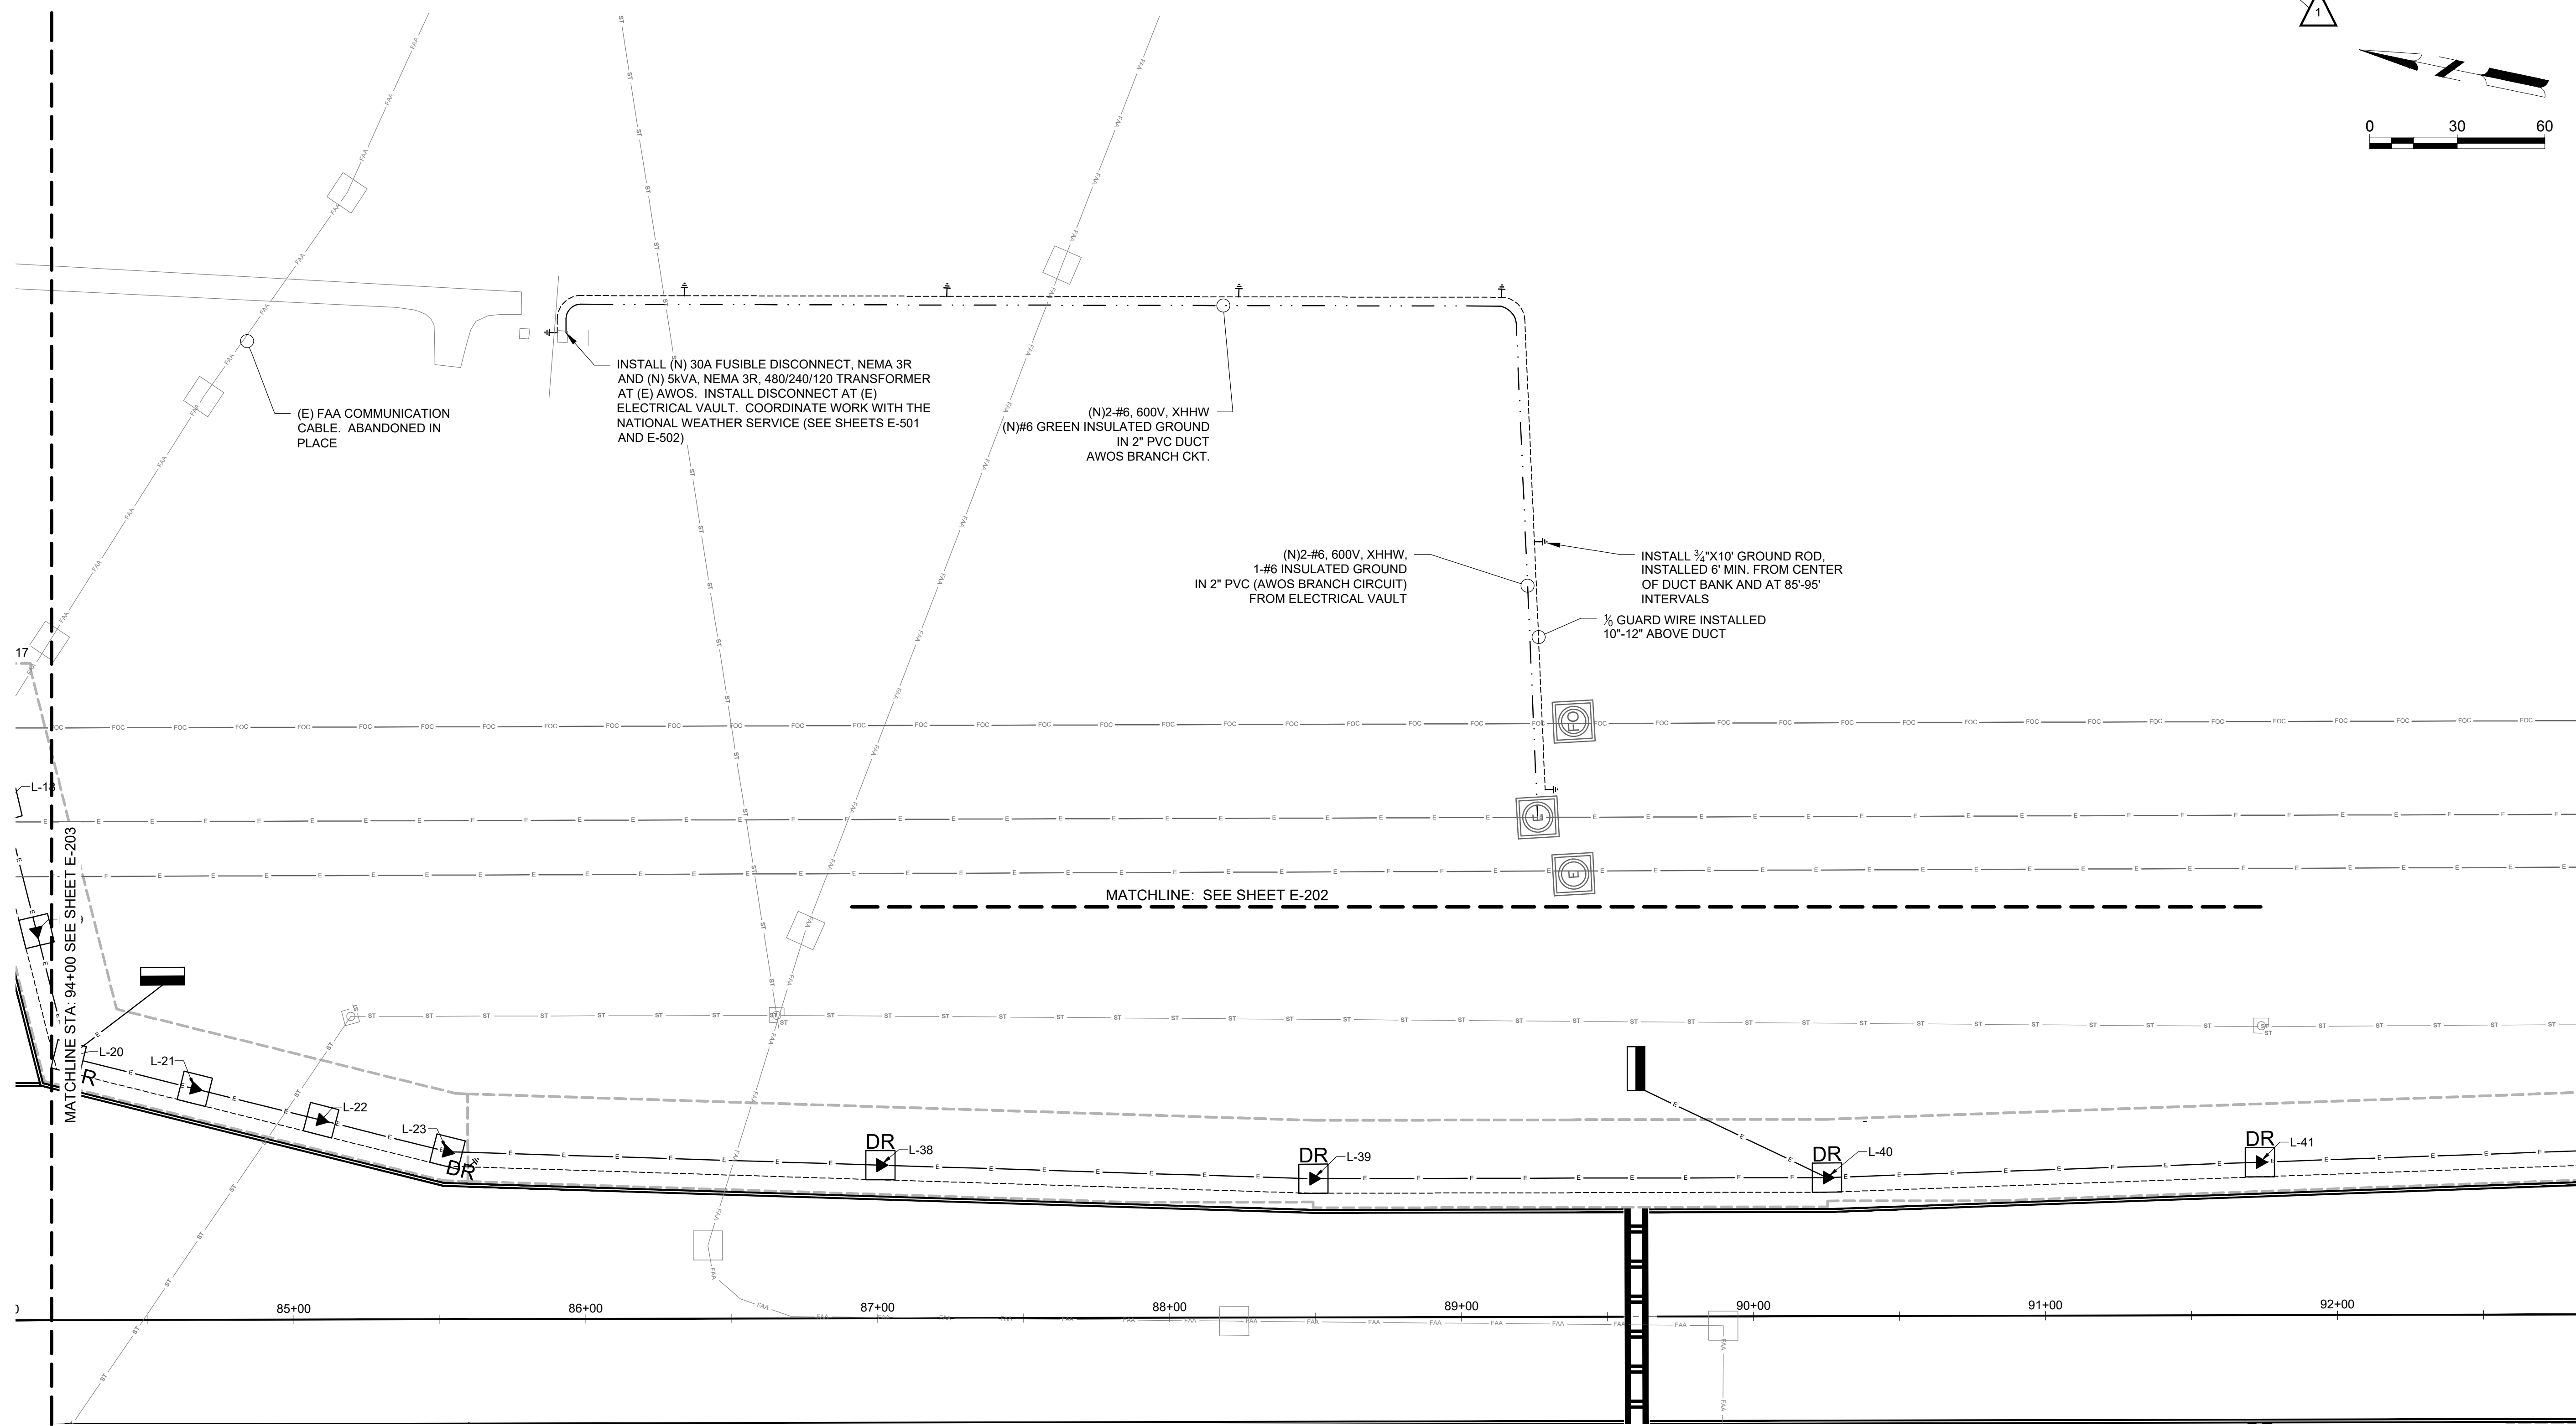 1
0 30 60
INSTALL (N) 30A FUSIBLE DISCONNECT, NEMA 3R
AND (N) 5kVA, NEMA 3R, 480/240/120 TRANSFORMER
AT (E) AWOS. INSTALL DISCONNECT AT (E)
ELECTRICAL VAULT. COORDINATE WORK WITH THE
NATIONAL WEATHER SERVICE (SEE SHEETS E-501
AND E-502)
(E) FAA COMMUNICATION
CABLE. ABANDONED IN
PLACE
(N)2-#6, 600V, XHHW
(N)#6 GREEN INSULATED GROUND
IN 2" PVC DUCT
AWOS BRANCH CKT.
(N)2-#6, 600V, XHHW,
1-#6 INSULATED GROUND
IN 2" PVC (AWOS BRANCH CIRCUIT)
FROM ELECTRICAL VAULT
INSTALL 3/4"X10' GROUND ROD,
INSTALLED 6' MIN. FROM CENTER
OF DUCT BANK AND AT 85'-95'
INTERVALS
1/0 GUARD WIRE INSTALLED
10"-12" ABOVE DUCT
17
FO
L-18
E
E
MATCHLINE: SEE SHEET E-202
MATCHLINE STA: 94+00 SEE SHEET E-203
L-20
L-21
L-22
L-23
DR
DR
L-38
DR
L-39
DR
L-40
DR
L-41
85+00
86+00
87+00
88+00
89+00
90+00
91+00
92+00
FAA
ST
FOC
E